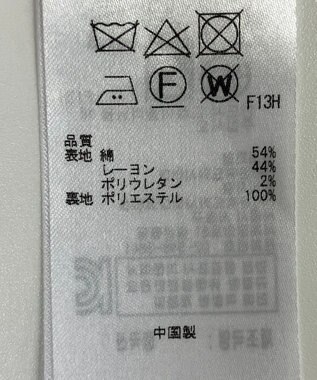 F W F13H
品質
表地 綿 54%
レーヨン 44%
ポリウレタン 2%
裏地 ポリエステル 100%
中国製